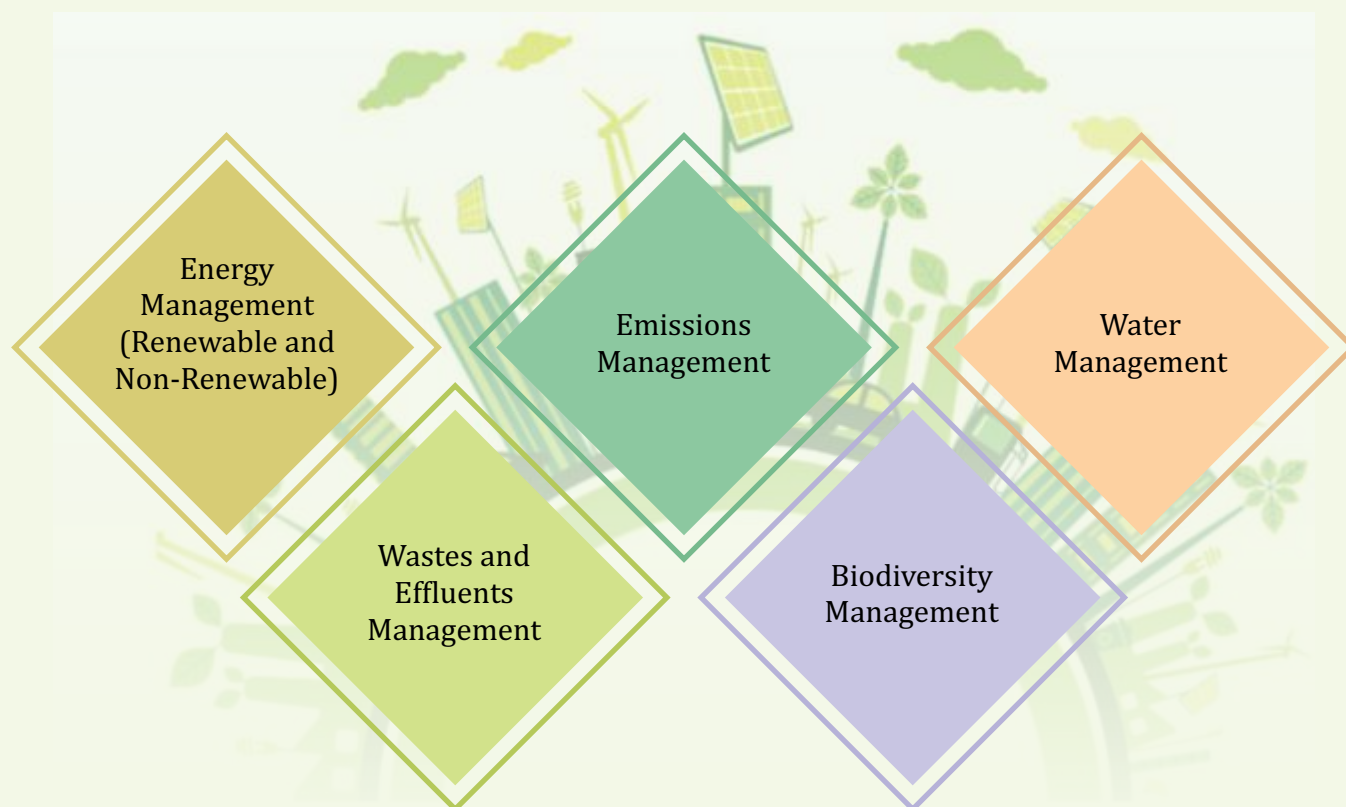 Energy
Management
(Renewable and
Non-Renewable)
Emissions
Management
Water
Management
Wastes and
Effluents
Management
Biodiversity
Management